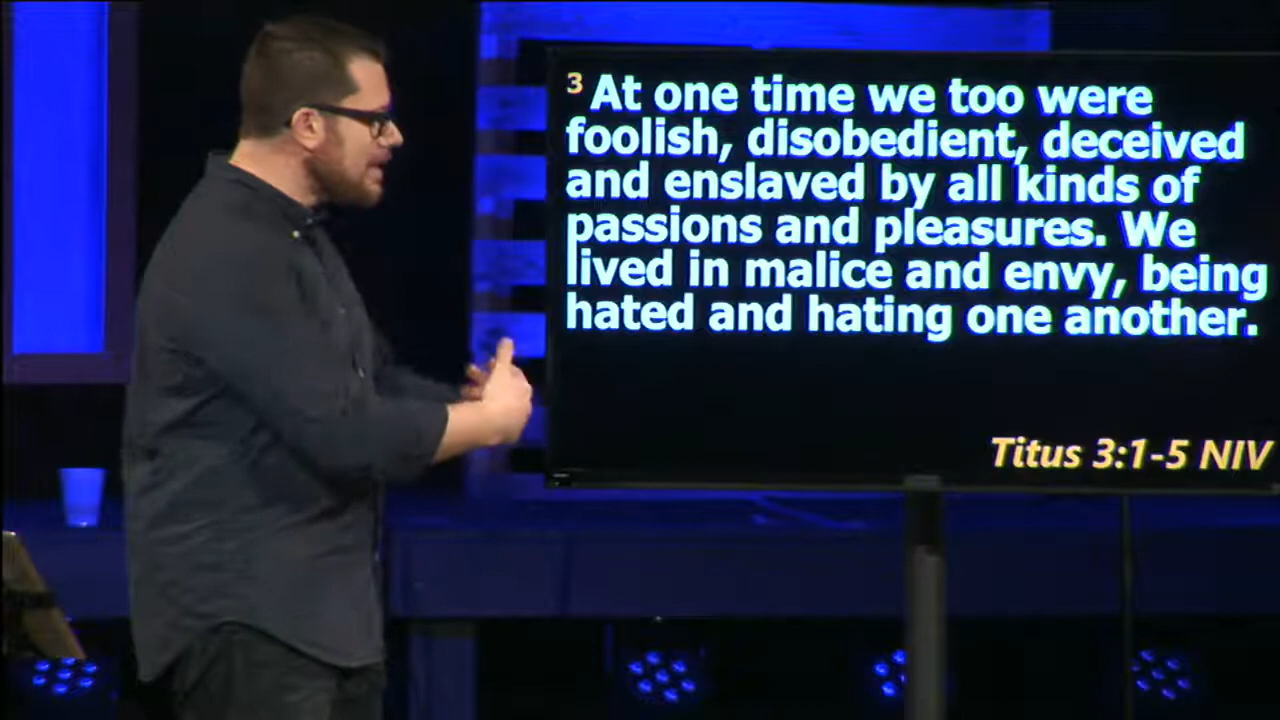 3 At one time we too were
foolish, disobedient, deceived
and enslaved by all kinds of
passions and pleasures. We
lived in malice and envy, being
hated and hating one another.
Titus 3:1-5 NIV